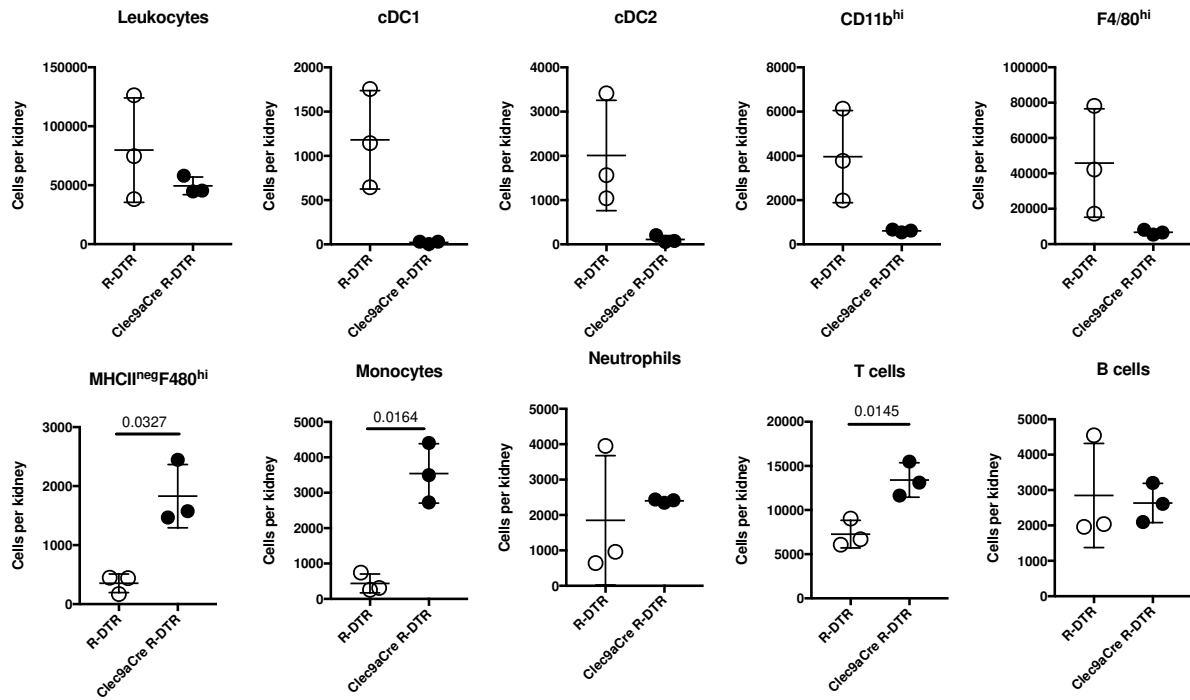 Leukocytes
150000
100000
50000
0
Cells per kidney
R-DTR
Clec9aCre R-DTR
cDC1
2000
1500
1000
500
0
Cells per kidney
R-DTR
Clec9aCre R-DTR
cDC2
4000
3000
2000
1000
0
Cells per kidney
R-DTR
Clec9aCre R-DTR
CD11bhi
8000
6000
4000
2000
0
Cells per kidney
R-DTR
Clec9aCre R-DTR
F4/80hi
100000
80000
60000
40000
20000
0
Cells per kidney
R-DTR
Clec9aCre R-DTR
MHCIInegF480hi
0.0327
3000
2000
1000
0
Cells per kidney
R-DTR
Clec9aCre R-DTR
Monocytes
0.0164
5000
4000
3000
2000
1000
0
Cells per kidney
R-DTR
Clec9aCre R-DTR
Neutrophils
5000
4000
3000
2000
1000
0
Cells per kidney
R-DTR
Clec9aCre R-DTR
T cells
0.0145
20000
15000
10000
5000
0
Cells per kidney
R-DTR
Clec9aCre R-DTR
B cells
5000
4000
3000
2000
1000
0
Cells per kidney
R-DTR
Clec9aCre R-DTR